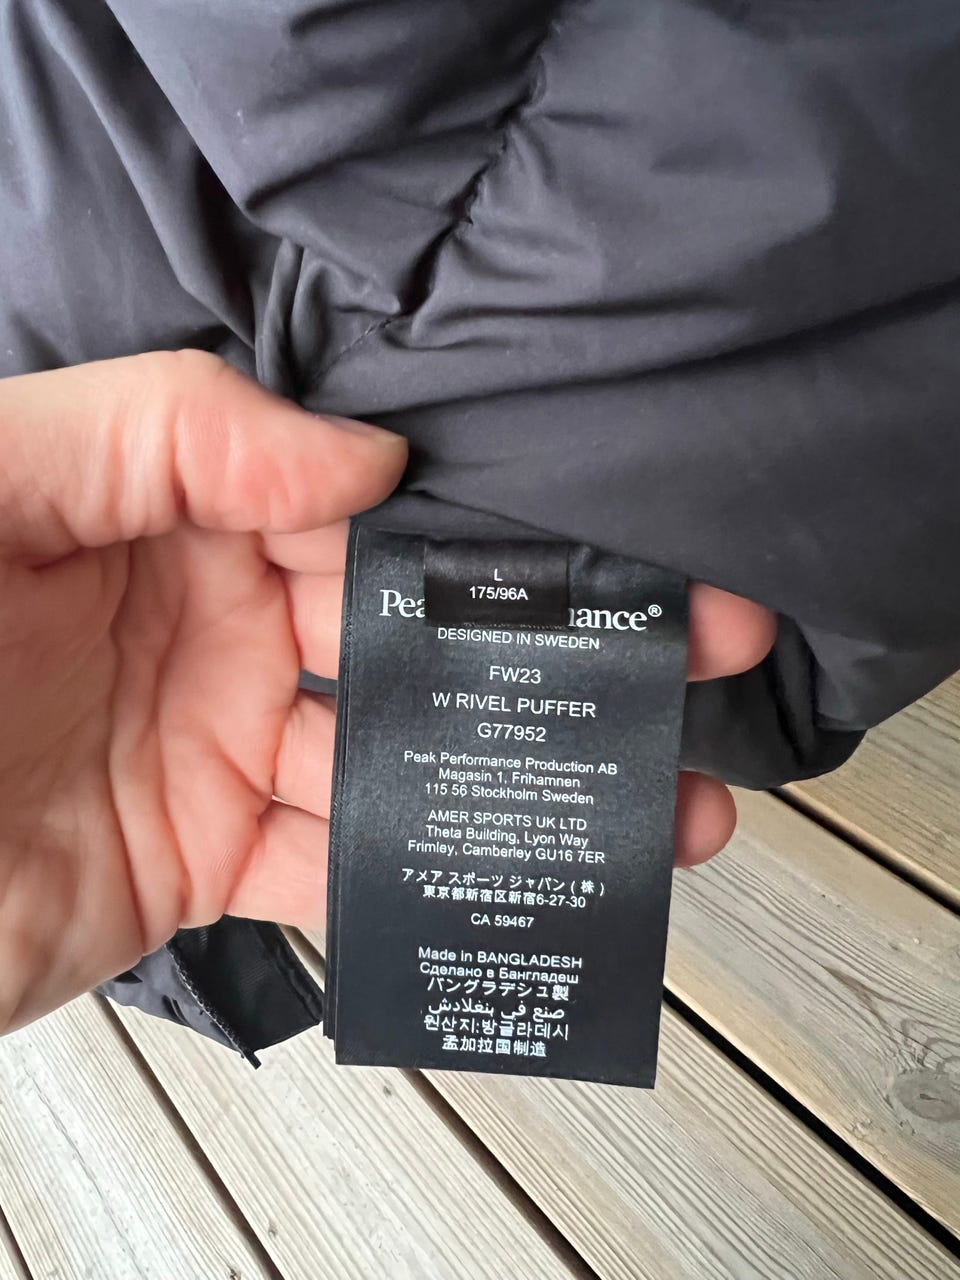 L
175/96A
Pea mance®
DESIGNED IN SWEDEN
FW23
W RIVEL PUFFER
G77952
Peak Performance Production AB
Magasin 1, Frihamnen
115 56 Stockholm Sweden
AMER SPORTS UK LTD
Theta Building, Lyon Way
Frimley, Camberley GU16 7ER
アメア スポーツ ジャパン ( 株 )
東京都新宿区新宿6-27-30
CA 59467
Made in BANGLADESH
Сделано в Бангладеш
バングラデシュ製
صنع في بنغلادش
원산지:방글라데시
孟加拉国制造